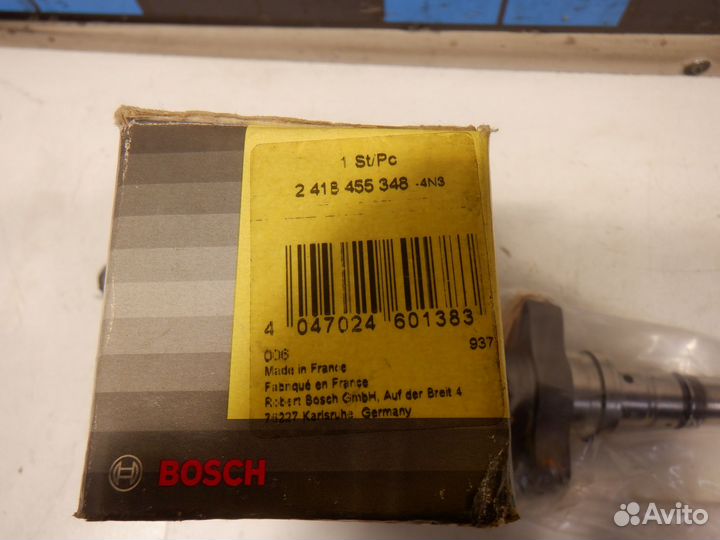 1 St/Pc
2 418 455 348 -4N3
4 047024 601383
006
937
Made in France
Fabriqué en France
Robert Bosch GmbH, Auf der Breit 4
76227 Karlsruhe, Germany
BOSCH
Avito